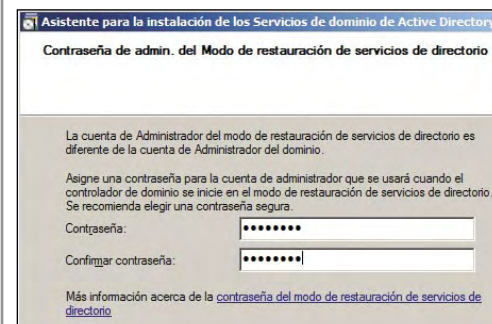 Asistente para la instalación de los Servicios de dominio de Active Directory
Contraseña de admin. del Modo de restauración de servicios de directorio
La cuenta de Administrador del modo de restauración de servicios de directorio es
diferente de la cuenta de Administrador del dominio.
Asigne una contraseña para la cuenta de administrador que se usará cuando el
controlador de dominio se inicie en el modo de restauración de servicios de directorio.
Se recomienda elegir una contraseña segura.
Contraseña: ••••••••
Confirmar contraseña: ••••••••
Más información acerca de la contraseña del modo de restauración de servicios de
directorio